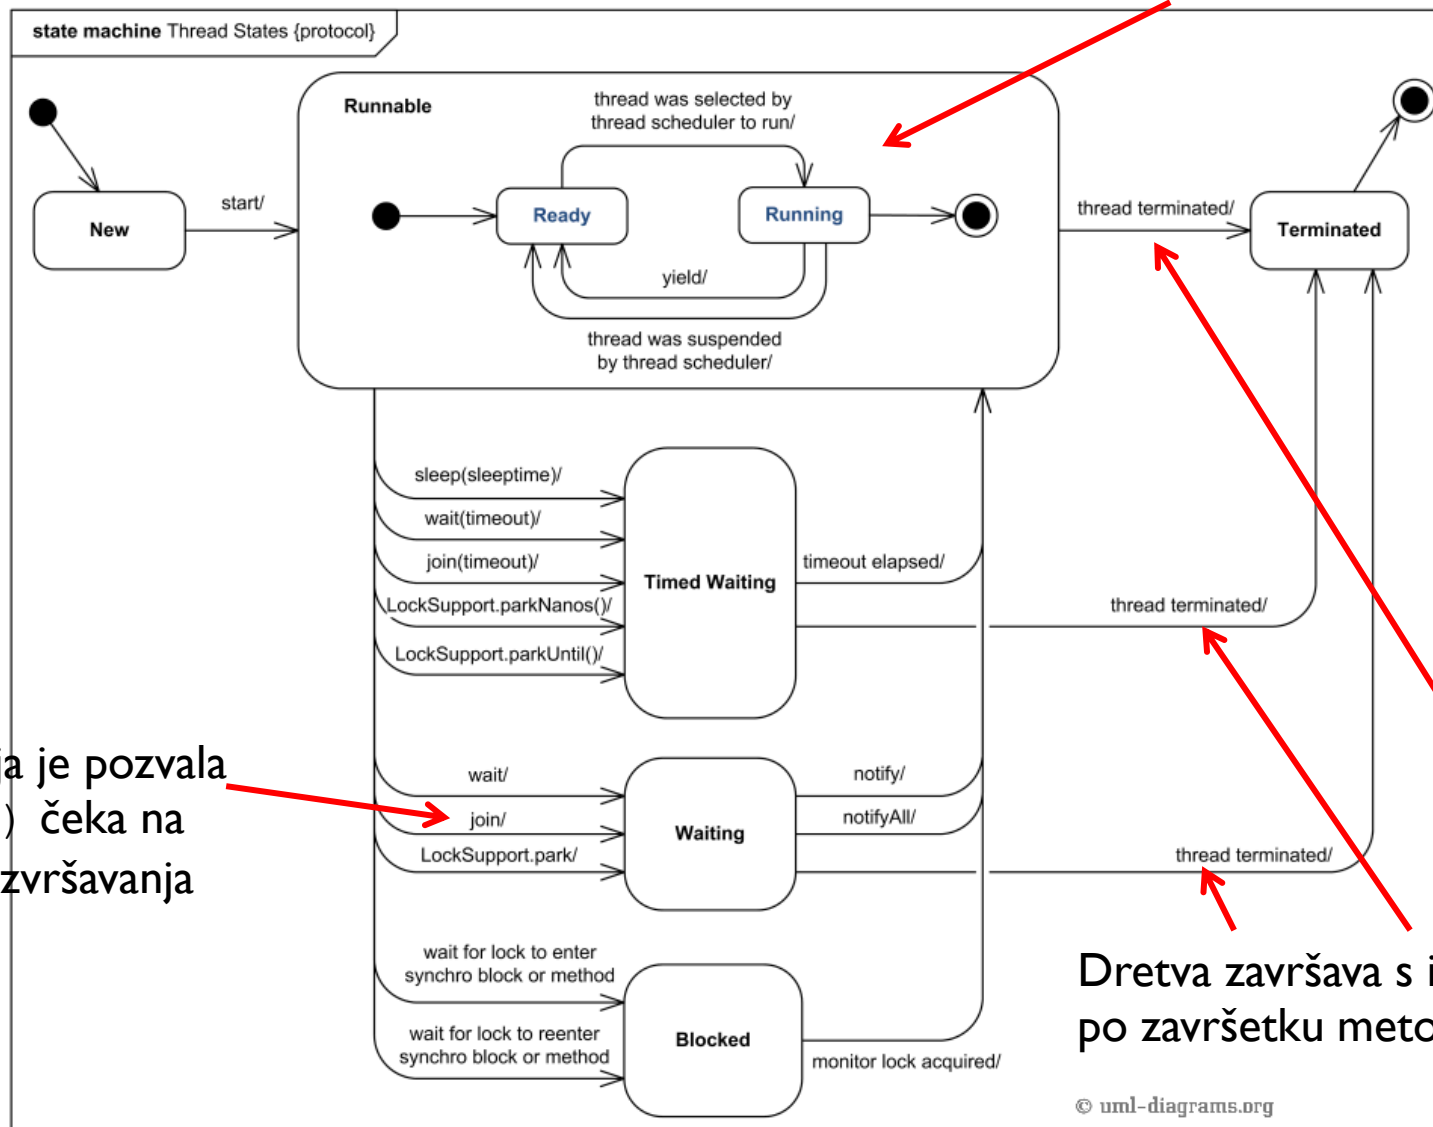 state machine Thread States {protocol}
Runnable
thread was selected by
thread scheduler to run/
New
start/
Ready
Running
yield/
thread was suspended
by thread scheduler/
thread terminated/
Terminated
sleep(sleeptime)/
wait(timeout)/
join(timeout)/
LockSupport.parkNanos()/
LockSupport.parkUntil()/
Timed Waiting
timeout elapsed/
thread terminated/
je pozvala
) čeka na
zvršavanja
wait/
join/
LockSupport.park/
Waiting
notify/
notifyAll/
thread terminated/
wait for lock to enter
synchro block or method
wait for lock to reenter
synchro block or method
Blocked
monitor lock acquired/
Dretva završava s
po završetku
© uml-diagrams.org